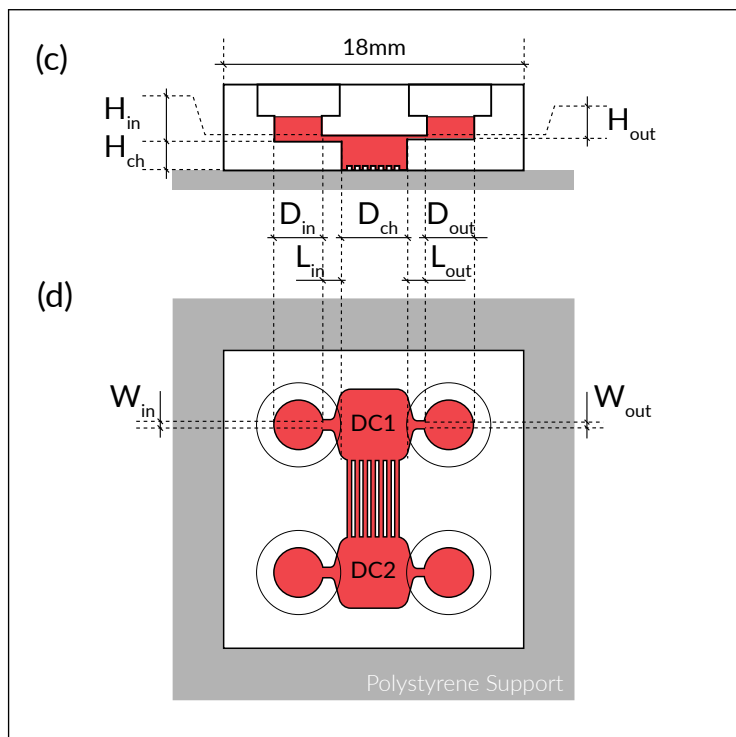 (c)
18mm
H_in
H_out
H_ch
D_in D_ch D_out
L_in L_out
(d)
W_in W_out
DC1
DC2
Polystyrene Support